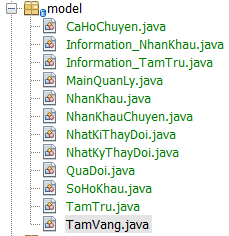 model
CaHoChuyen.java
Information_NhanKhau.java
Information_TamTru.java
MainQuanLy.java
NhanKhau.java
NhanKhauChuyen.java
NhatKiThayDoi.java
NhatKyThayDoi.java
QuaDoi.java
SoHoKhau.java
TamTru.java
TamVang.java